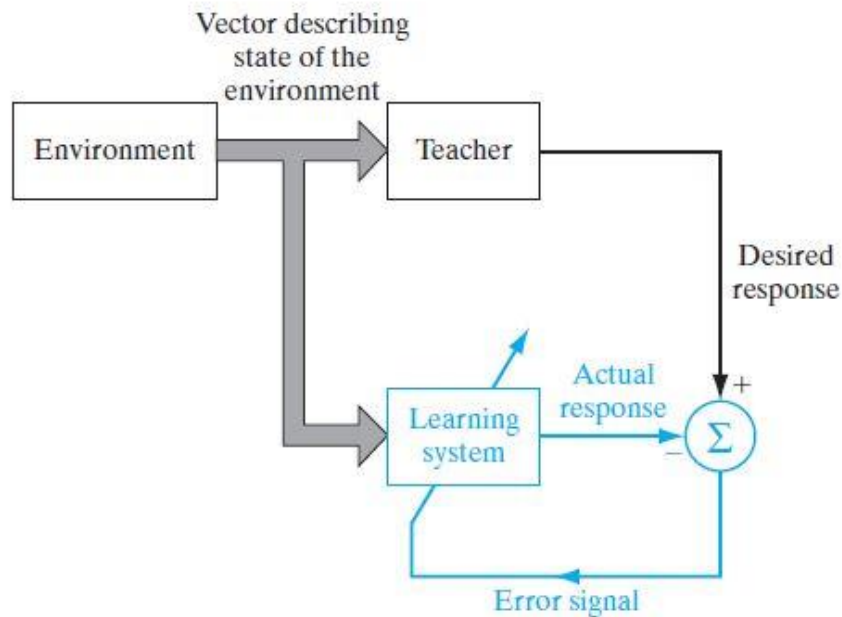 Vector describing
state of the
environment
Environment
Teacher
Desired
response
+
Actual
response
Learning
system
−
Σ
Error signal